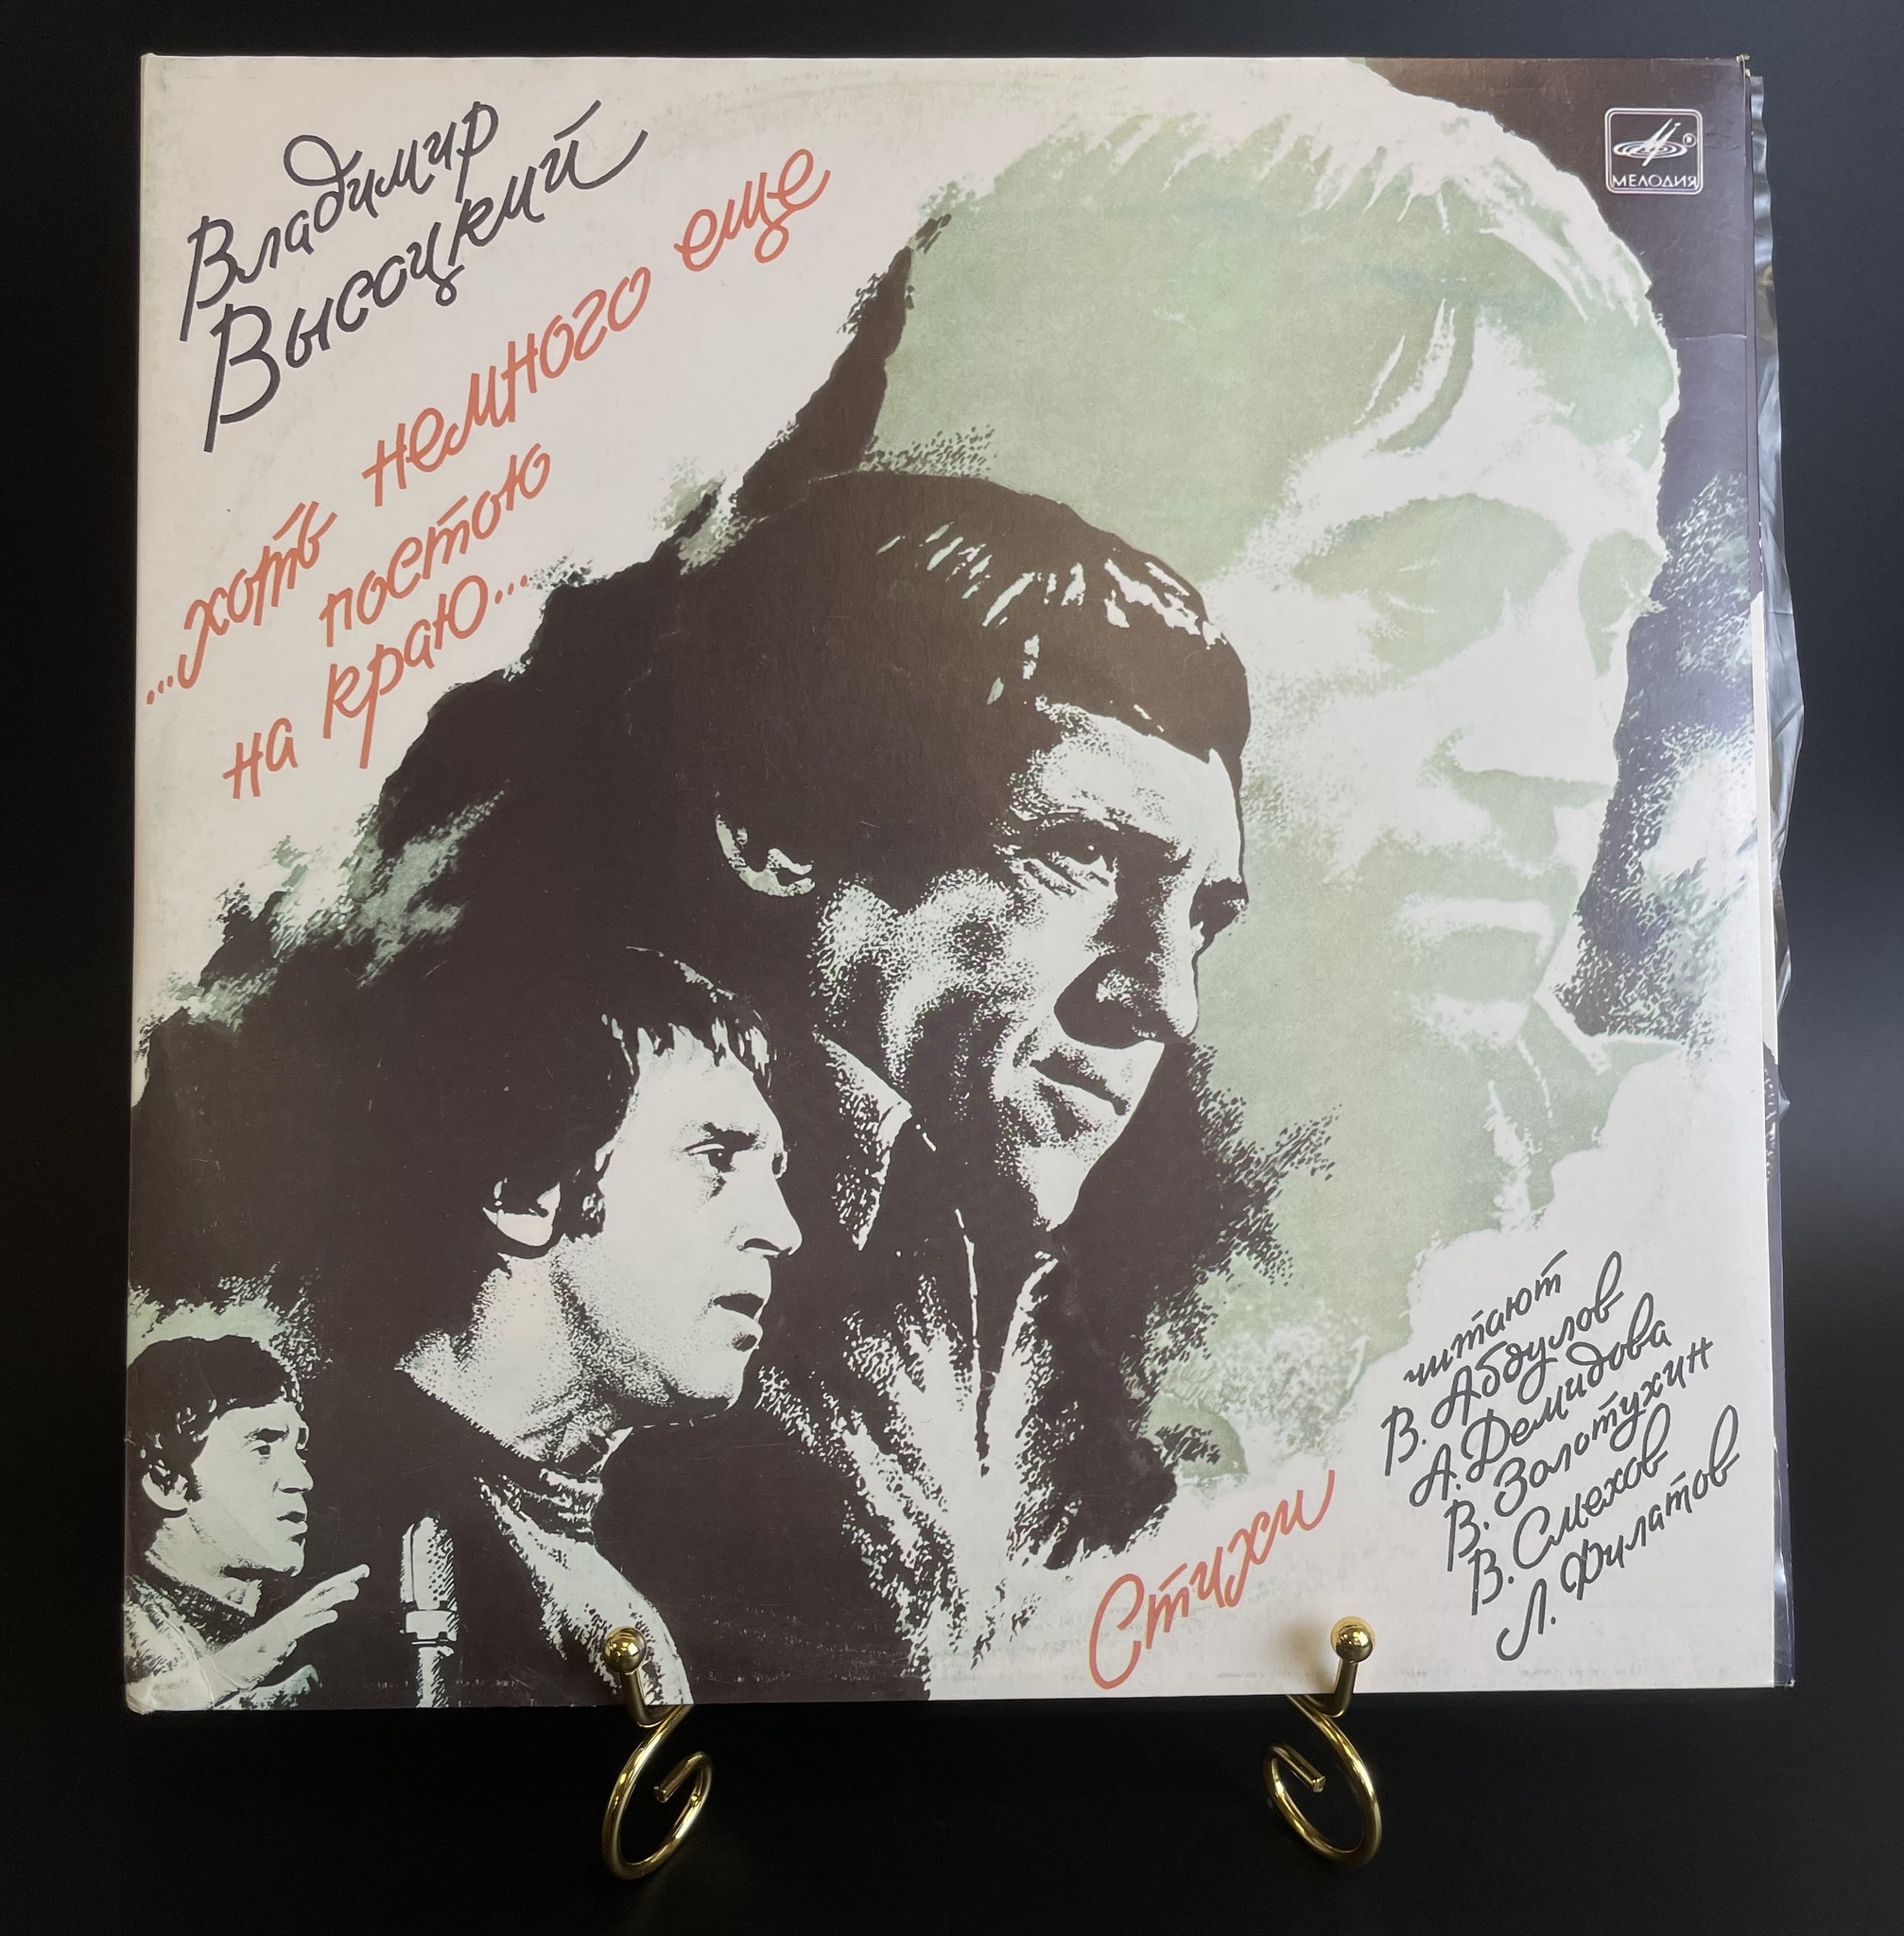 Владимир
Высоцкий
...хоть немного еще
постою
на краю...
МЕЛОДИЯ
Стихи
читают
В. Абдулов
А. Демидова
В. Золотухин
В. Смехов
Л. Филатов